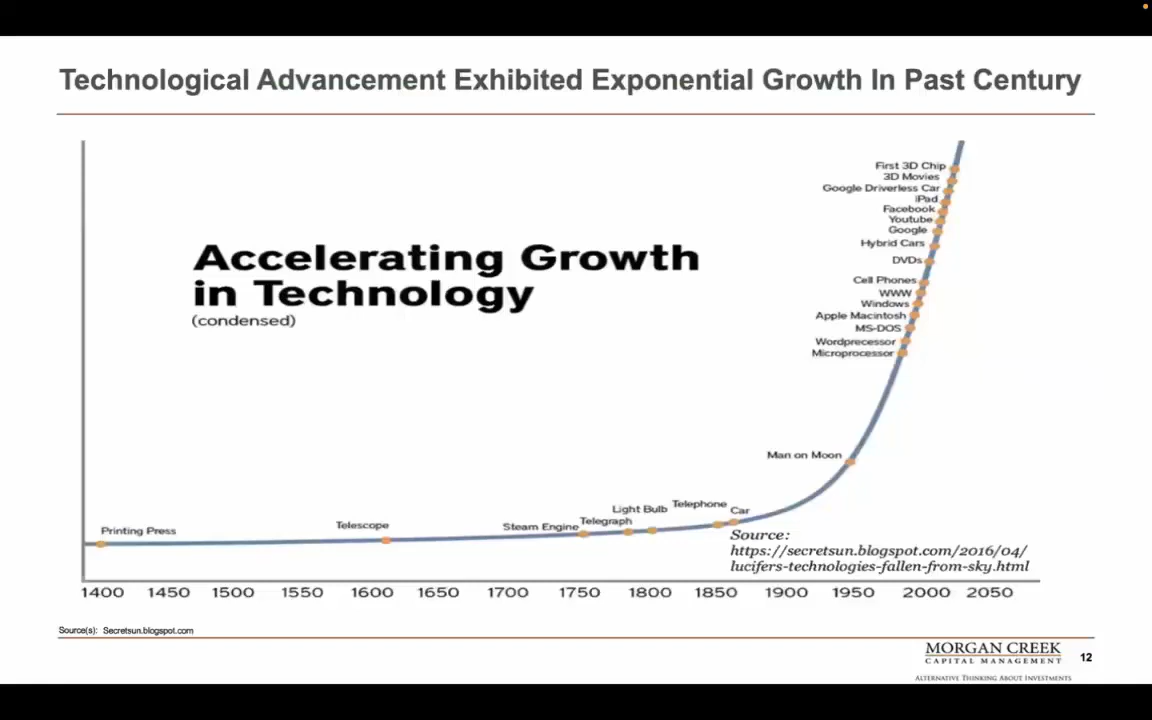 Technological Advancement Exhibited Exponential Growth In Past Century
First 3D Chip
3D Movies
Google Driverless Car
iPad
Facebook
Youtube
Google
Hybrid Cars
DVDs
Cell Phones
WWW
Windows
Apple Macintosh
MS-DOS
Wordprecessor
Microprocessor
Accelerating Growth
in Technology
(condensed)
Man on Moon
Printing Press
Telescope
Steam Engine
Telegraph
Light Bulb
Telephone
Car
Source:
https://secretsun.blogspot.com/2016/04/
lucifers-technologies-fallen-from-sky.html
1400 1450 1500 1550 1600 1650 1700 1750 1800 1850 1900 1950 2000 2050
Source(s): Secretsun.blogspot.com
MORGAN CREEK
CAPITAL MANAGEMENT
ALTERNATIVE THINKING ABOUT INVESTMENTS
12